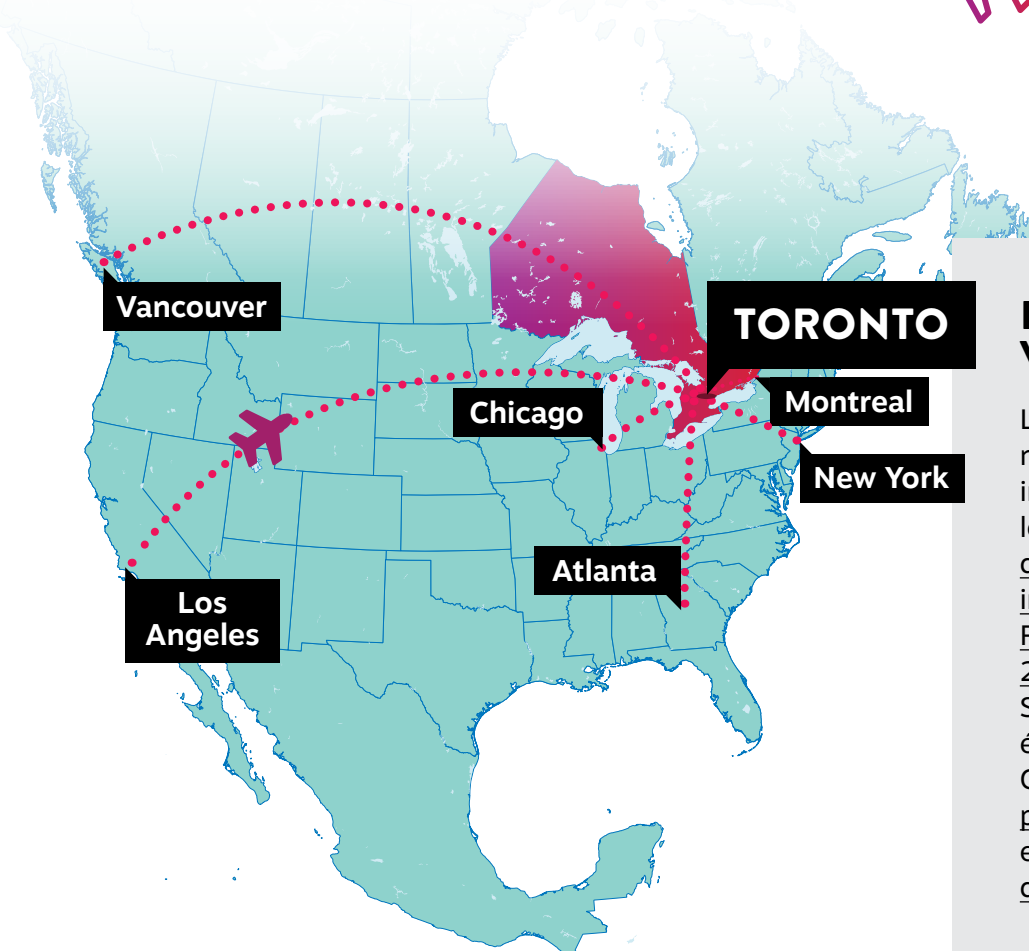 Vancouver
TORONTO
Montreal
Chicago
New York
Atlanta
Los
Angeles